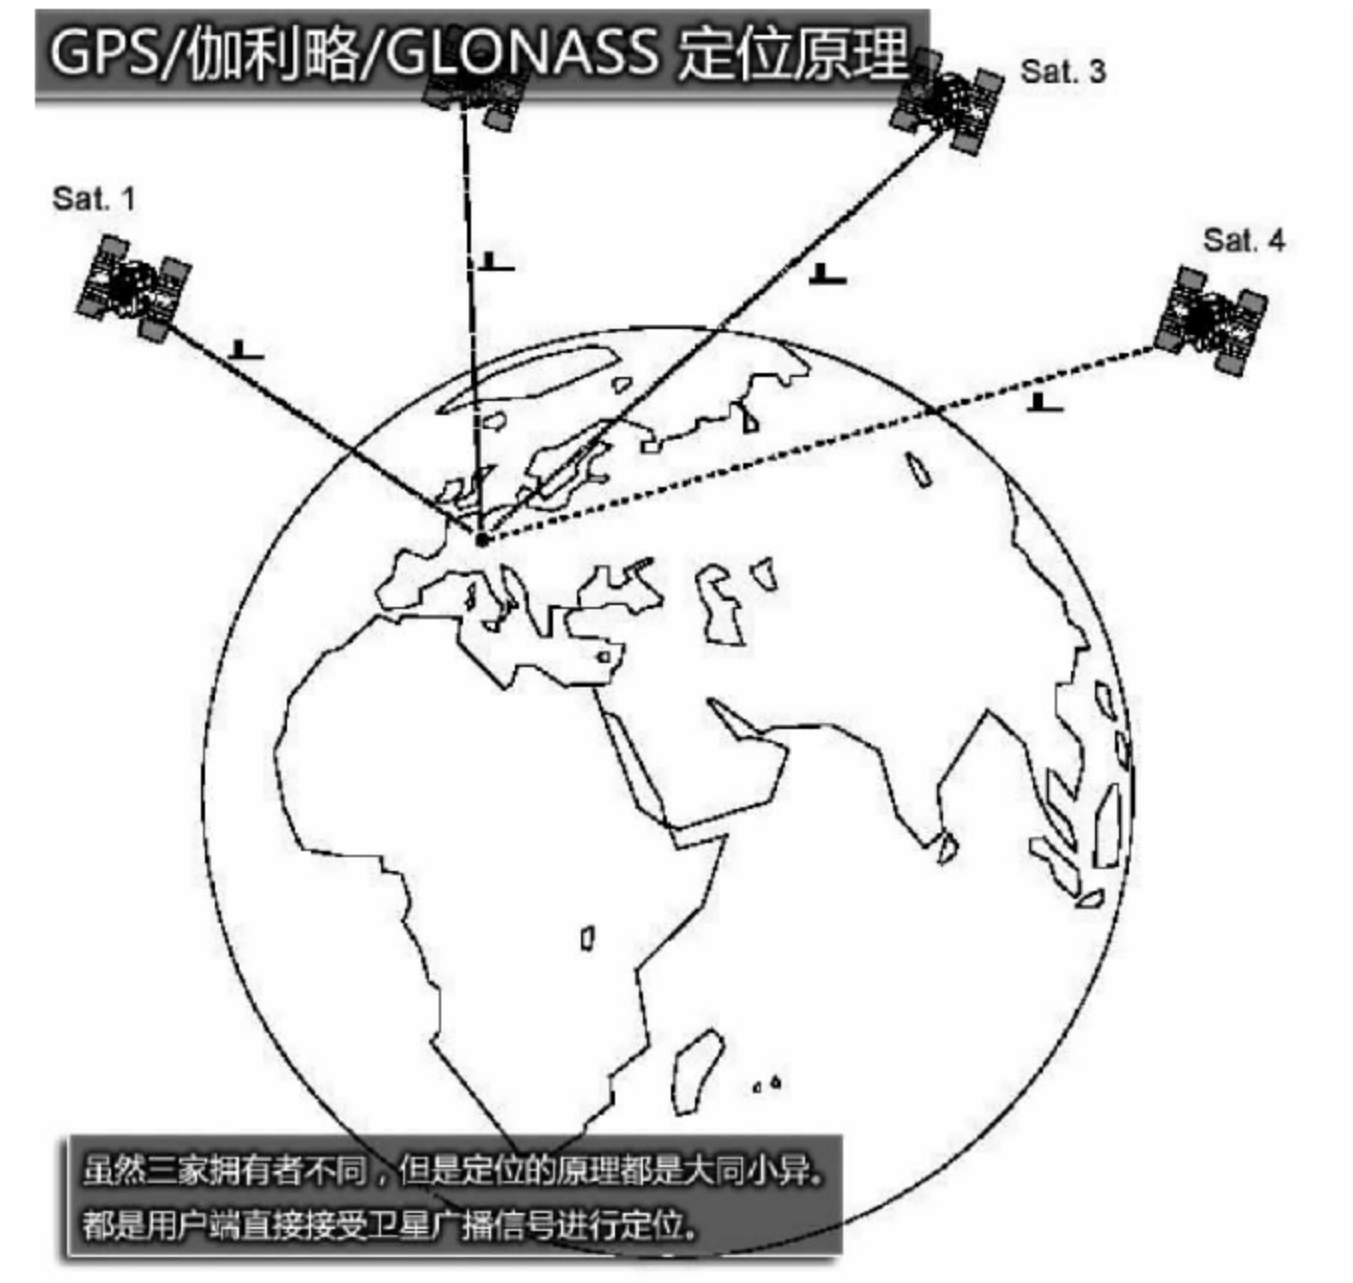 GPS/伽利略/GLONASS 定位原理
Sat. 3
Sat. 1
Sat. 4
虽然三家拥有者不同，但是定位的原理都是大同小异。
都是用户端直接接受卫星广播信号进行定位。